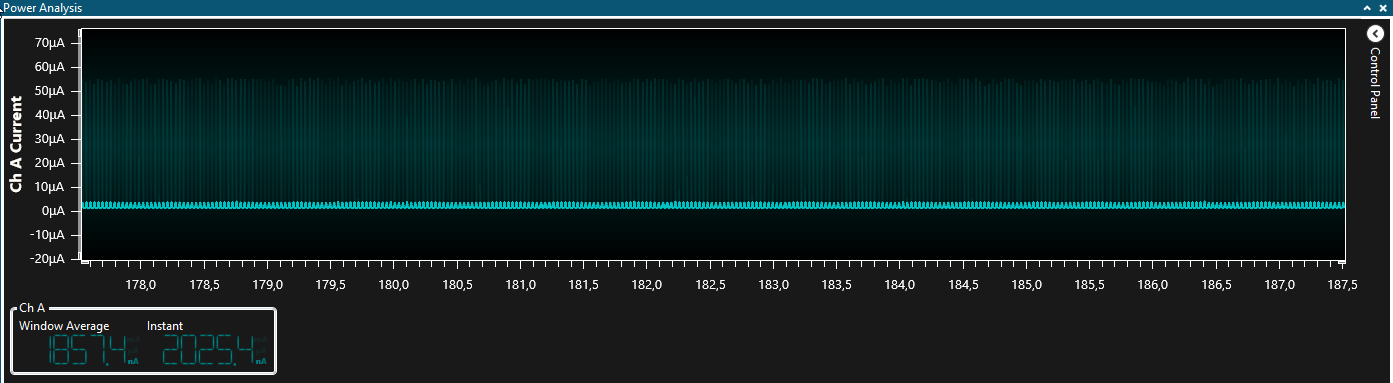 Power Analysis
Ch A Current
70µA
60µA
50µA
40µA
30µA
20µA
10µA
0µA
-10µA
-20µA
178,0 178,5 179,0 179,5 180,0 180,5 181,0 181,5 182,0 182,5 183,0 183,5 184,0 184,5 185,0 185,5 186,0 186,5 187,0 187,5
Control Panel
Ch A
Window Average Instant
1857.4 nA 2025.4 nA